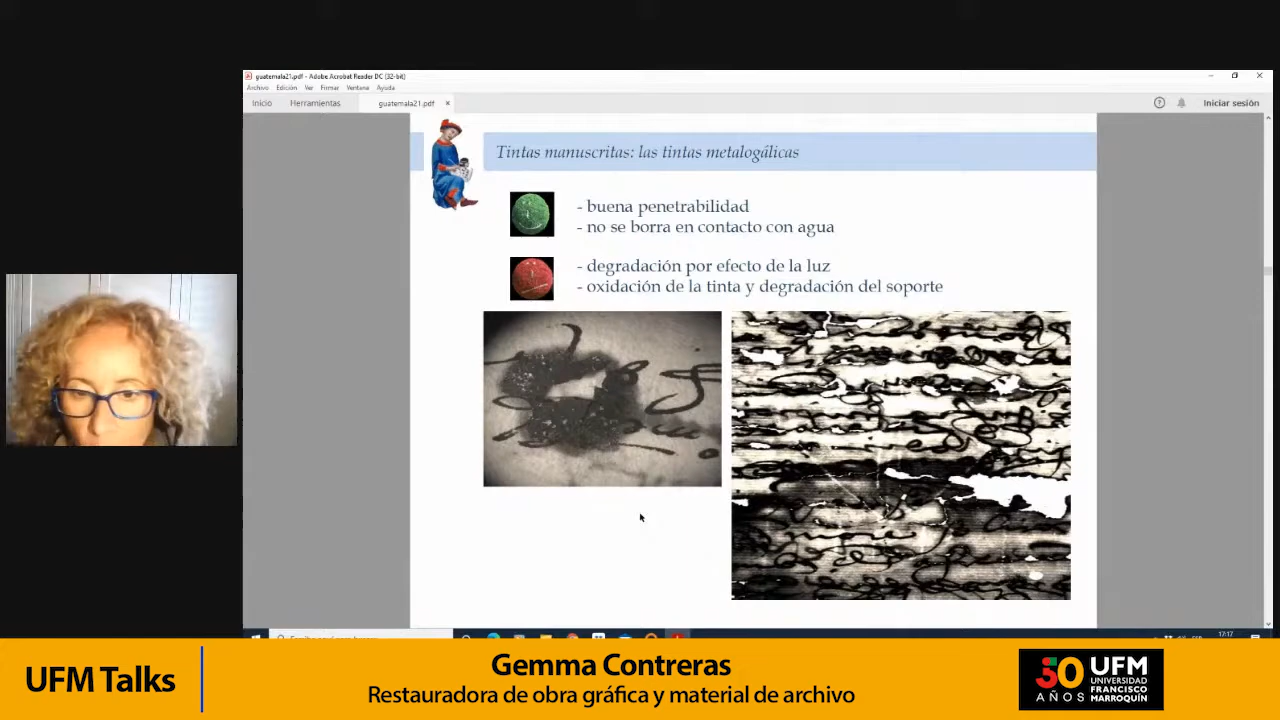 guatemala21.pdf - Adobe Acrobat Reader DC (32-bit)
Archivo Edición Ver Firmar Ventana Ayuda
Inicio Herramientas guatemala21.pdf × Iniciar sesión
Tintas manuscritas: las tintas metalogálicas
- buena penetrabilidad
- no se borra en contacto con agua
- degradación por efecto de la luz
- oxidación de la tinta y degradación del soporte
17:17
UFM Talks
Gemma Contreras
Restauradora de obra gráfica y material de archivo
50 AÑOS
UFM
UNIVERSIDAD
FRANCISCO
MARROQUÍN